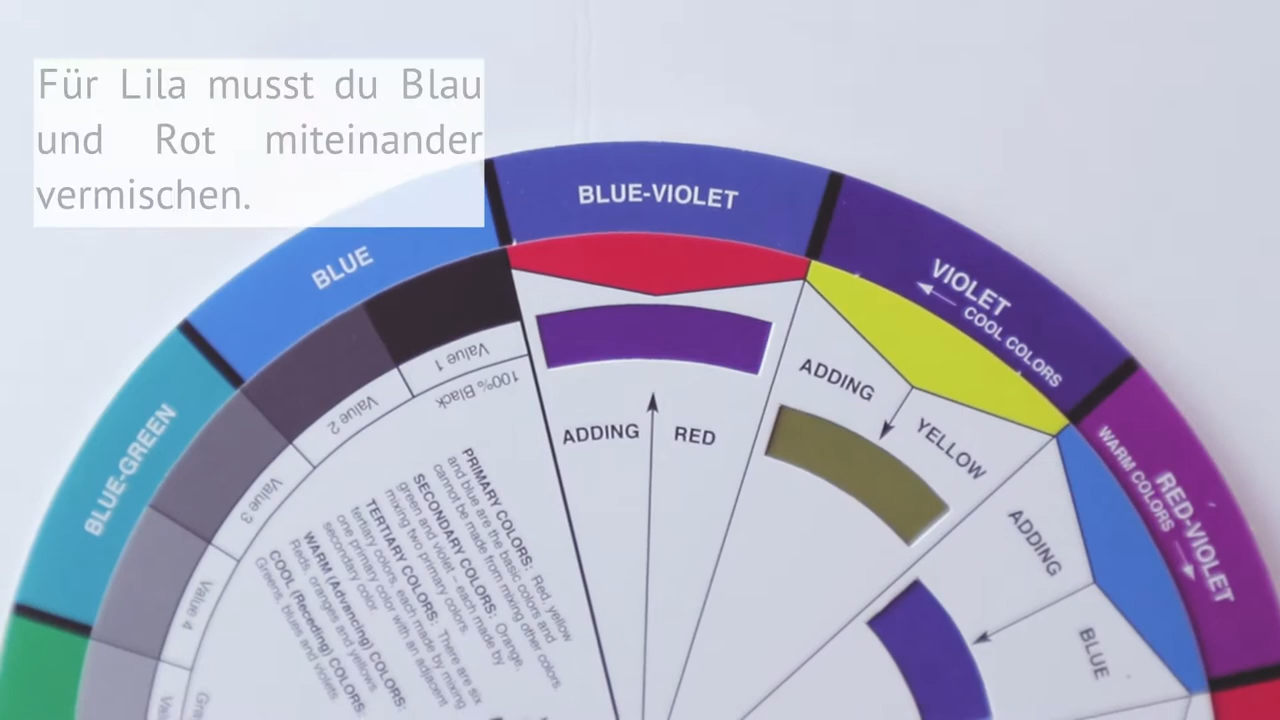 Für Lila musst du Blau
und Rot miteinander
vermischen.
BLUE-VIOLET
BLUE
VIOLET
COOL COLORS
BLUE-GREEN
WARM COLORS
RED-VIOLET
Value 1
100% Black
Value 2
Value 3
Value 4
ADDING RED
ADDING YELLOW
ADDING BLUE
PRIMARY COLORS: Red, yellow
and blue are the basic colors and
cannot be made from mixing other colors.
SECONDARY COLORS: Orange,
green and violet – each made by
mixing two primary colors.
TERTIARY COLORS: There are six
tertiary colors, each made by mixing
one primary color with an adjacent
secondary color
WARM (Advancing) COLORS:
Reds, oranges and yellows.
COOL (Receding) COLORS:
Greens, blues and violets.